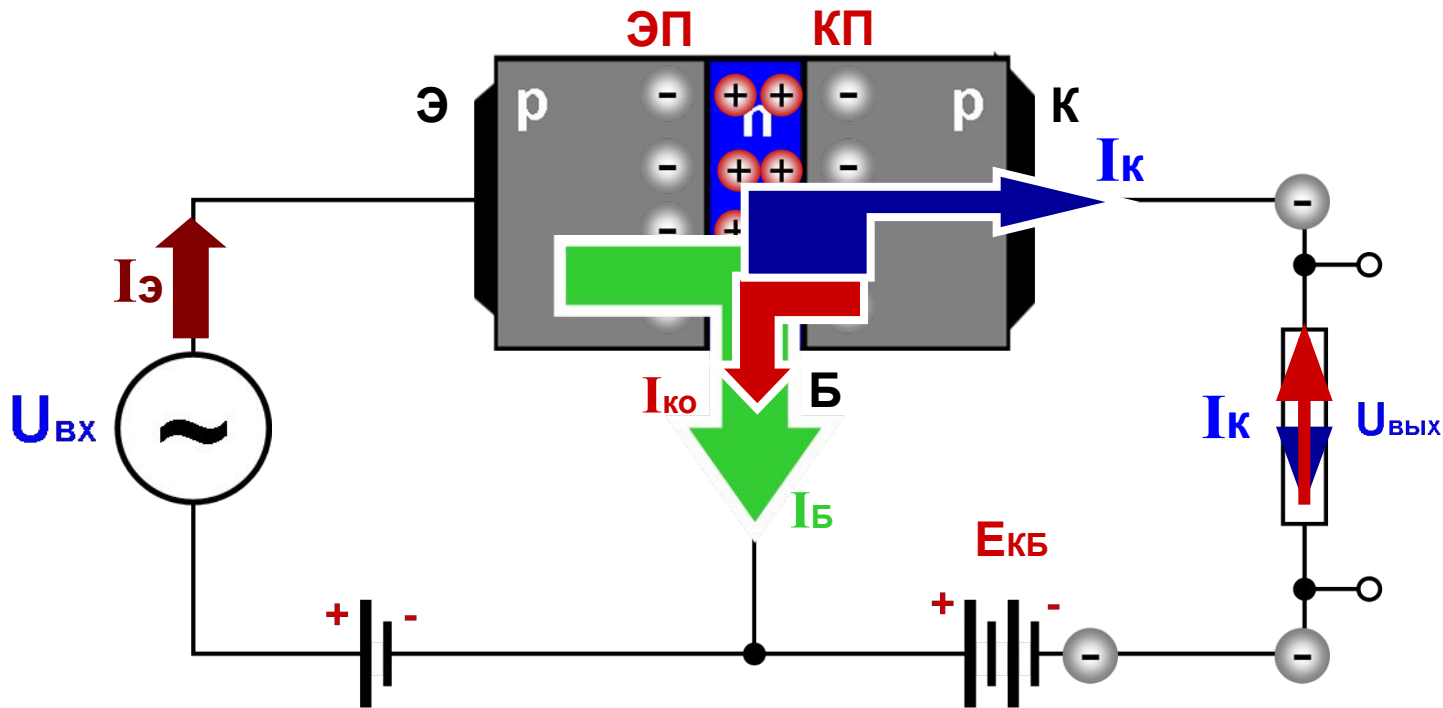 ЭП КП
Э p - + + - p К
n
- + + -
Iк
-
- +
Iэ
-
Б
Iко
Uвх ~
Iк Uвых
IБ
ЕКБ
+ - + -
- -